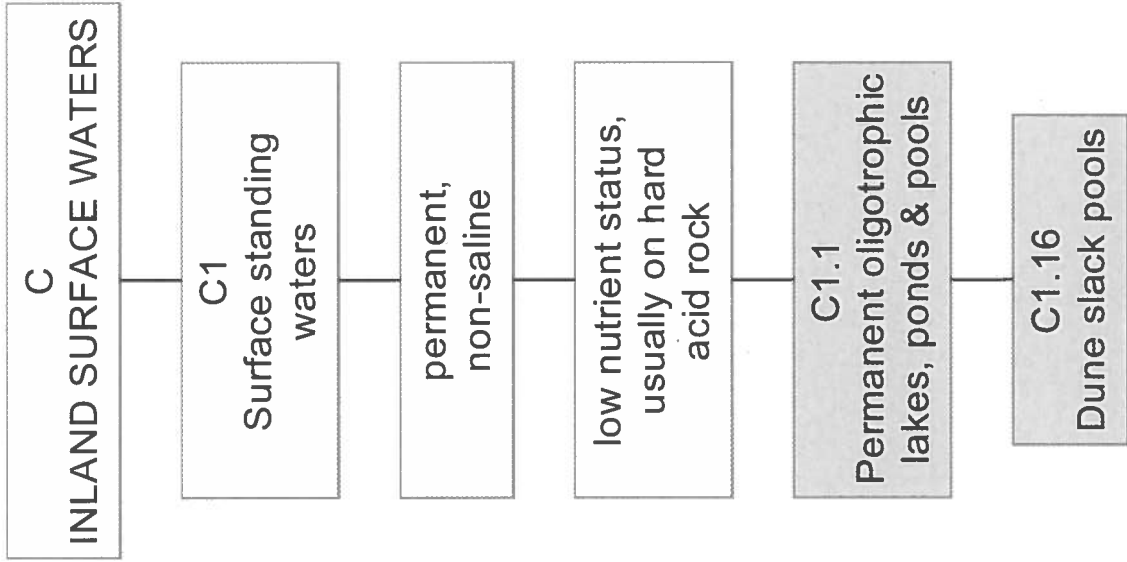 C
INLAND SURFACE WATERS
C1
Surface standing
waters
permanent,
non-saline
low nutrient status,
usually on hard
acid rock
C1.1
Permanent oligotrophic
lakes, ponds & pools
C1.16
Dune slack pools